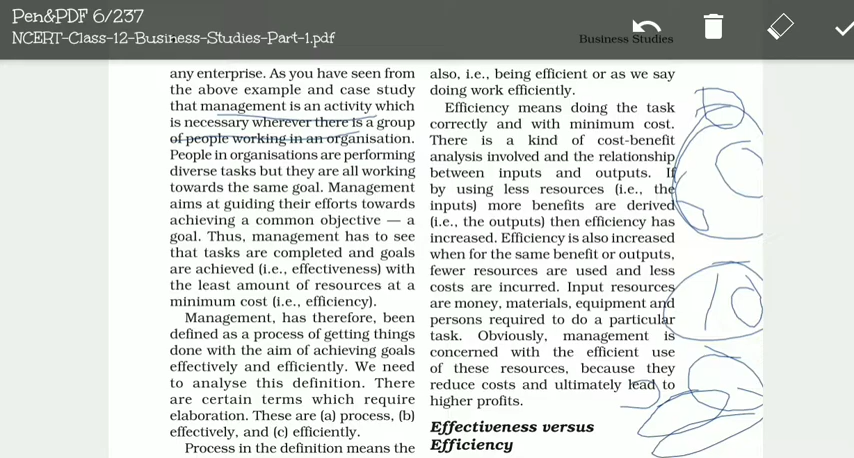 Pen&PDF 6/237
NCERT-Class-12-Business-Studies-Part-1.pdf
Business Studies
any enterprise. As you have seen from
the above example and case study
that management is an activity which
is necessary wherever there is a group
of people working in an organisation.
People in organisations are performing
diverse tasks but they are all working
towards the same goal. Management
aims at guiding their efforts towards
achieving a common objective — a
goal. Thus, management has to see
that tasks are completed and goals
are achieved (i.e., effectiveness) with
the least amount of resources at a
minimum cost (i.e., efficiency).
Management, has therefore, been
defined as a process of getting things
done with the aim of achieving goals
effectively and efficiently. We need
to analyse this definition. There
are certain terms which require
elaboration. These are (a) process, (b)
effectively, and (c) efficiently.
Process in the definition means the
also, i.e., being efficient or as we say
doing work efficiently.
Efficiency means doing the task
correctly and with minimum cost.
There is a kind of cost-benefit
analysis involved and the relationship
between inputs and outputs. If
by using less resources (i.e., the
inputs) more benefits are derived
(i.e., the outputs) then efficiency has
increased. Efficiency is also increased
when for the same benefit or outputs,
fewer resources are used and less
costs are incurred. Input resources
are money, materials, equipment and
persons required to do a particular
task. Obviously, management is
concerned with the efficient use
of these resources, because they
reduce costs and ultimately lead to
higher profits.
Effectiveness versus
Efficiency